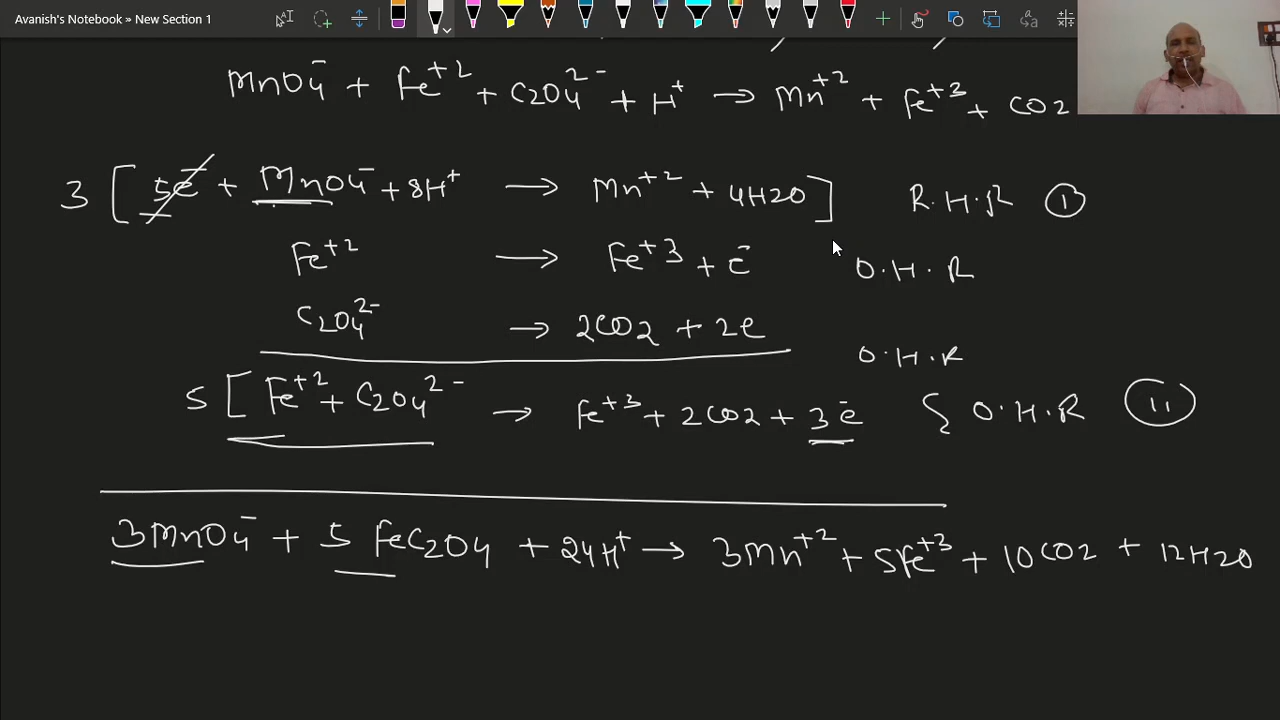 Avanish's Notebook » New Section 1
MnO4⁻ + Fe⁺² + C2O4²⁻ + H⁺ → Mn⁺² + Fe⁺³ + CO2
3 [ 5e⁻ + MnO4⁻ + 8H⁺ → Mn⁺² + 4H2O ] R.H.R ①
Fe⁺² → Fe⁺³ + e⁻ O.H.R
C2O4²⁻ → 2CO2 + 2e O.H.R
5 [ Fe⁺² + C2O4²⁻ → Fe⁺³ + 2CO2 + 3e⁻ { O.H.R (11)
3MnO4⁻ + 5 FeC2O4 + 24H⁺ → 3Mn⁺² + 5Fe⁺³ + 10CO2 + 12H2O